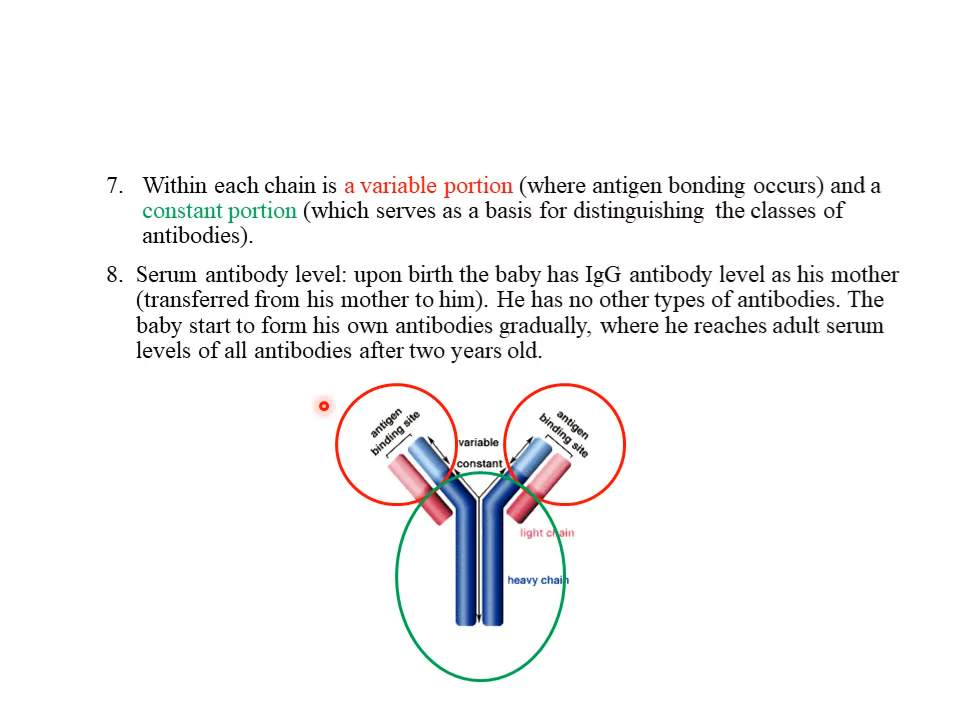 7. Within each chain is a variable portion (where antigen bonding occurs) and a
constant portion (which serves as a basis for distinguishing the classes of
antibodies).
8. Serum antibody level: upon birth the baby has IgG antibody level as his mother
(transferred from his mother to him). He has no other types of antibodies. The
baby start to form his own antibodies gradually, where he reaches adult serum
levels of all antibodies after two years old.
antigen
binding site
variable
constant
antigen
binding site
light chain
heavy chain